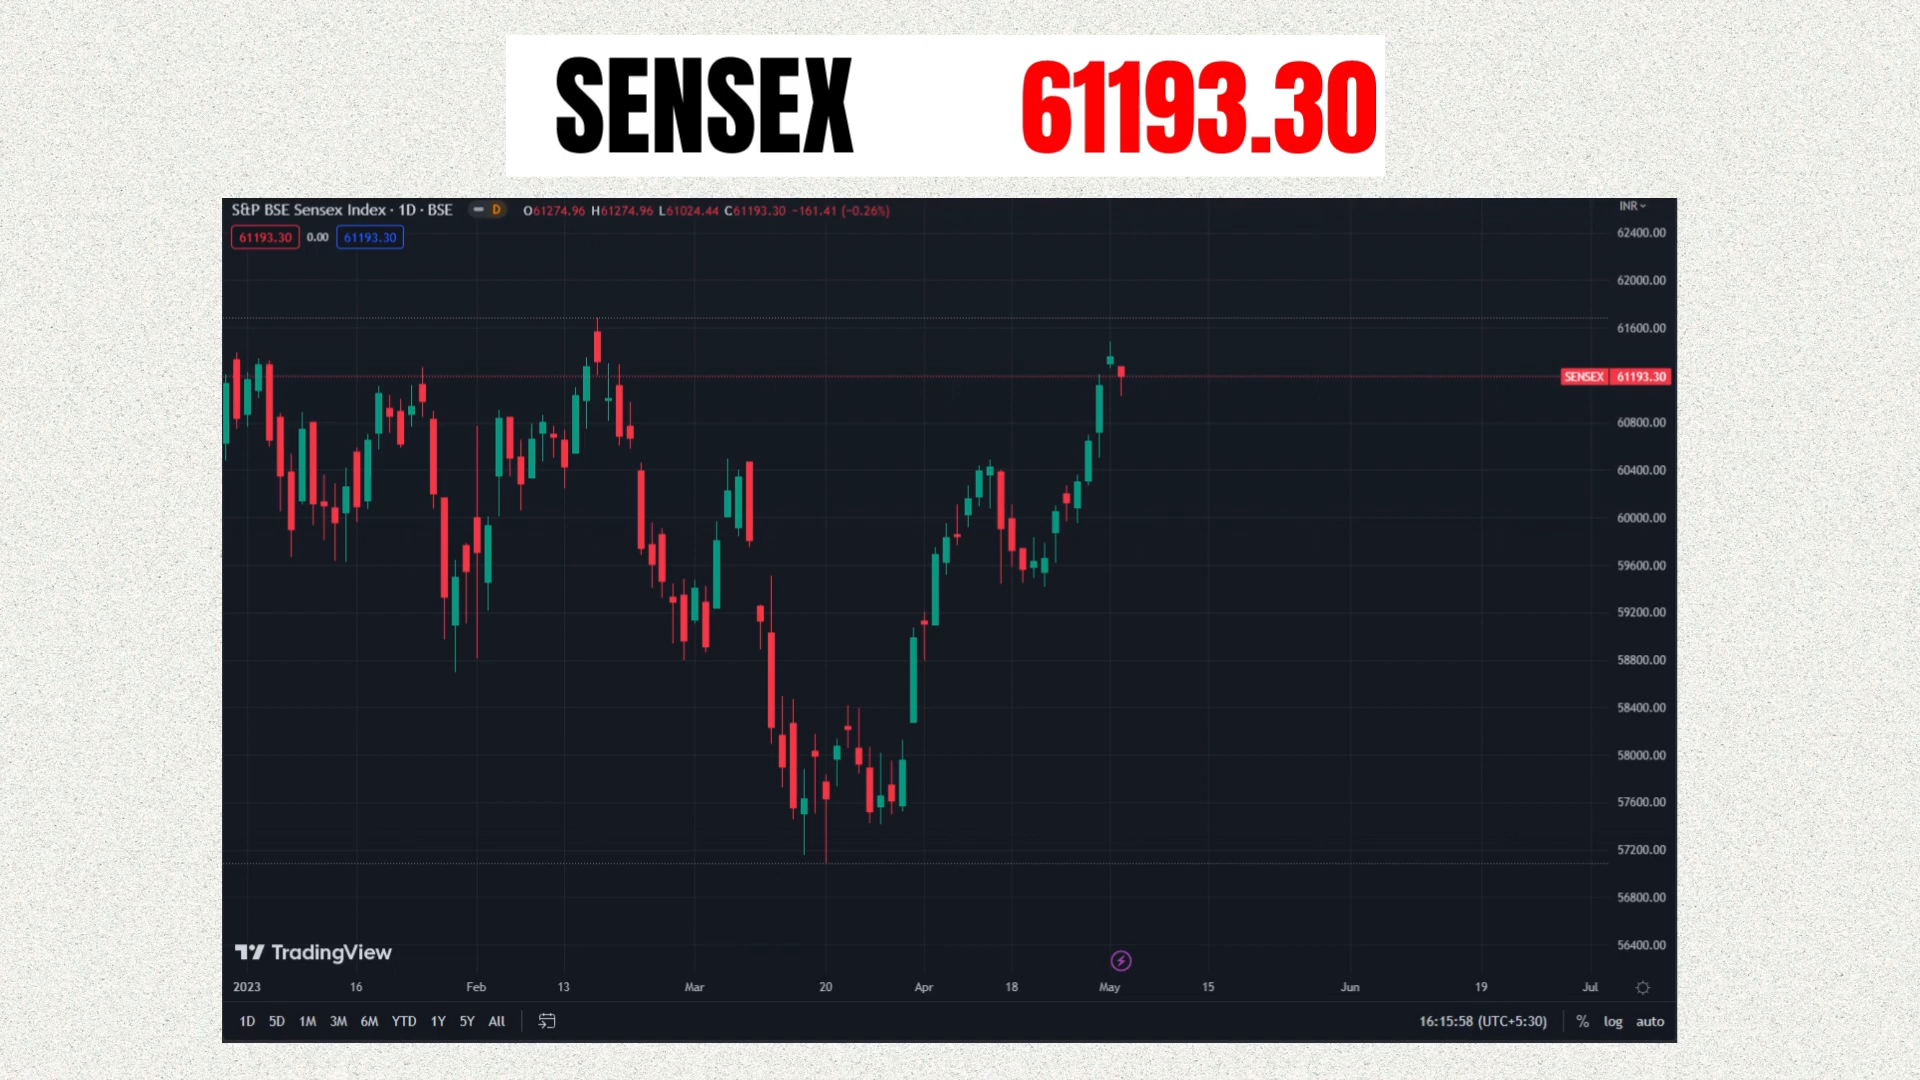 SENSEX 61193.30
S&P BSE Sensex Index · 1D · BSE D O61274.96 H61274.96 L61024.44 C61193.30 −161.41 (−0.26%) INR
61193.30 0.00 61193.30
62400.00
62000.00
61600.00
SENSEX 61193.30
60800.00
60400.00
60000.00
59600.00
59200.00
58800.00
58400.00
58000.00
57600.00
57200.00
56800.00
56400.00
TradingView
2023 16 Feb 13 Mar 20 Apr 18 May 15 Jun 19 Jul
1D 5D 1M 3M 6M YTD 1Y 5Y All 16:15:58 (UTC+5:30) % log auto